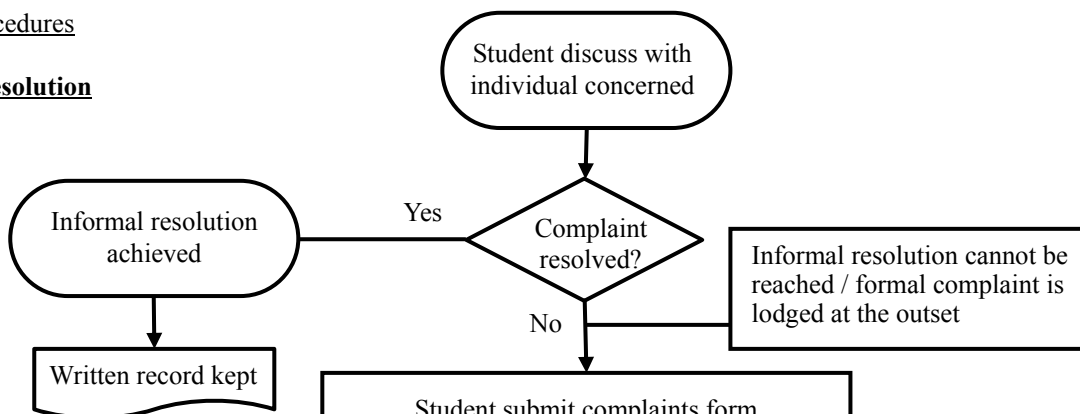 cedures
Student discuss with
individual concerned
esolution
Informal resolution
achieved
Yes
Complaint
resolved?
Informal resolution cannot be
reached / formal complaint is
lodged at the outset
No
Written record kept
Student submit complaints form